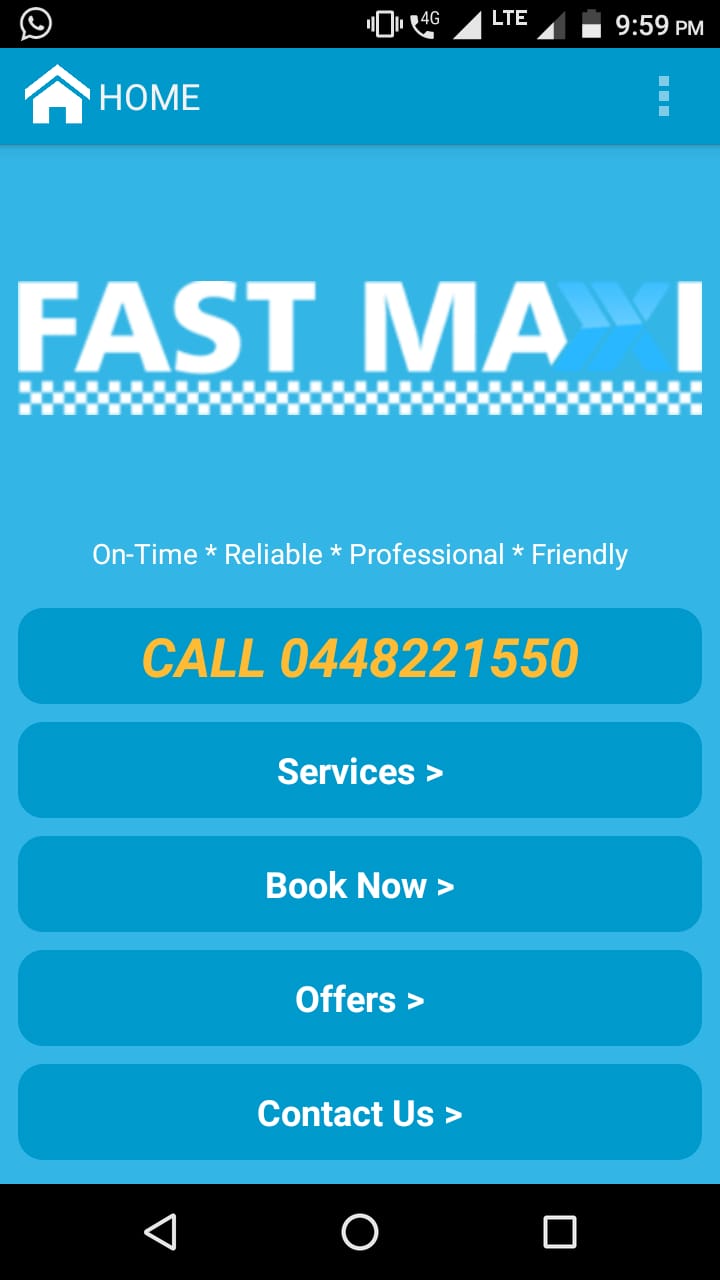 4G LTE 9:59 PM
HOME
FAST MAXXI
On-Time * Reliable * Professional * Friendly
CALL 0448221550
Services >
Book Now >
Offers >
Contact Us >